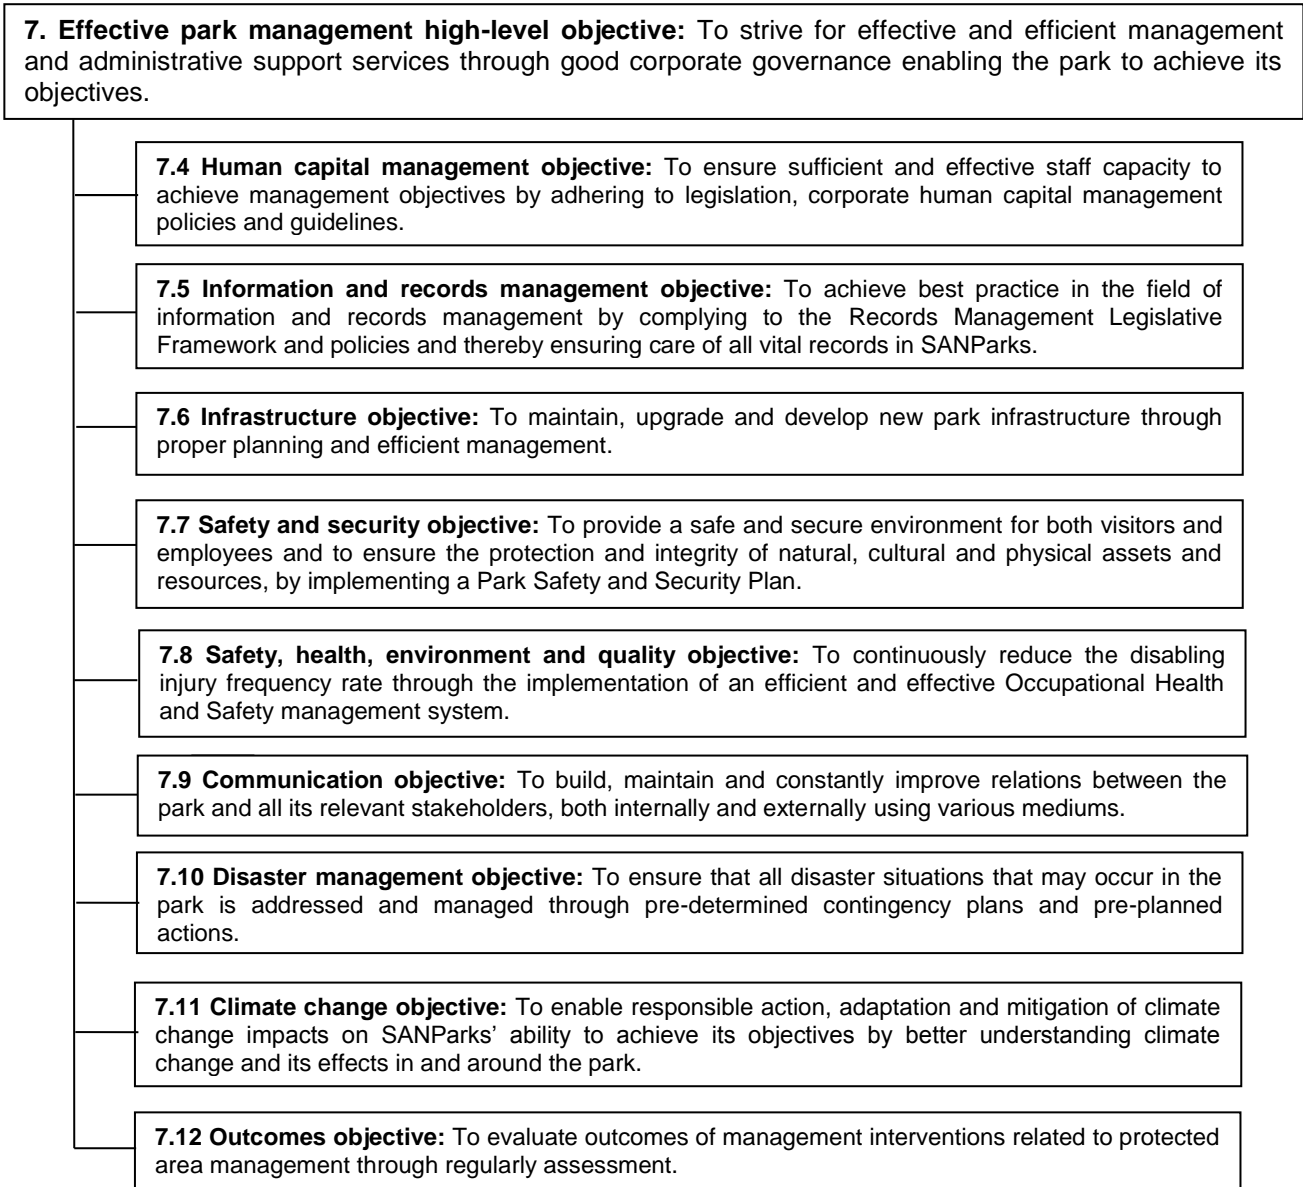 7. Effective park management high-level objective: To strive for effective and efficient management
and administrative support services through good corporate governance enabling the park to achieve its
objectives.
7.4 Human capital management objective: To ensure sufficient and effective staff capacity to
achieve management objectives by adhering to legislation, corporate human capital management
policies and guidelines.
7.5 Information and records management objective: To achieve best practice in the field of
information and records management by complying to the Records Management Legislative
Framework and policies and thereby ensuring care of all vital records in SANParks.
7.6 Infrastructure objective: To maintain, upgrade and develop new park infrastructure through
proper planning and efficient management.
7.7 Safety and security objective: To provide a safe and secure environment for both visitors and
employees and to ensure the protection and integrity of natural, cultural and physical assets and
resources, by implementing a Park Safety and Security Plan.
7.8 Safety, health, environment and quality objective: To continuously reduce the disabling
injury frequency rate through the implementation of an efficient and effective Occupational Health
and Safety management system.
7.9 Communication objective: To build, maintain and constantly improve relations between the
park and all its relevant stakeholders, both internally and externally using various mediums.
7.10 Disaster management objective: To ensure that all disaster situations that may occur in the
park is addressed and managed through pre-determined contingency plans and pre-planned
actions.
7.11 Climate change objective: To enable responsible action, adaptation and mitigation of climate
change impacts on SANParks' ability to achieve its objectives by better understanding climate
change and its effects in and around the park.
7.12 Outcomes objective: To evaluate outcomes of management interventions related to protected
area management through regularly assessment.